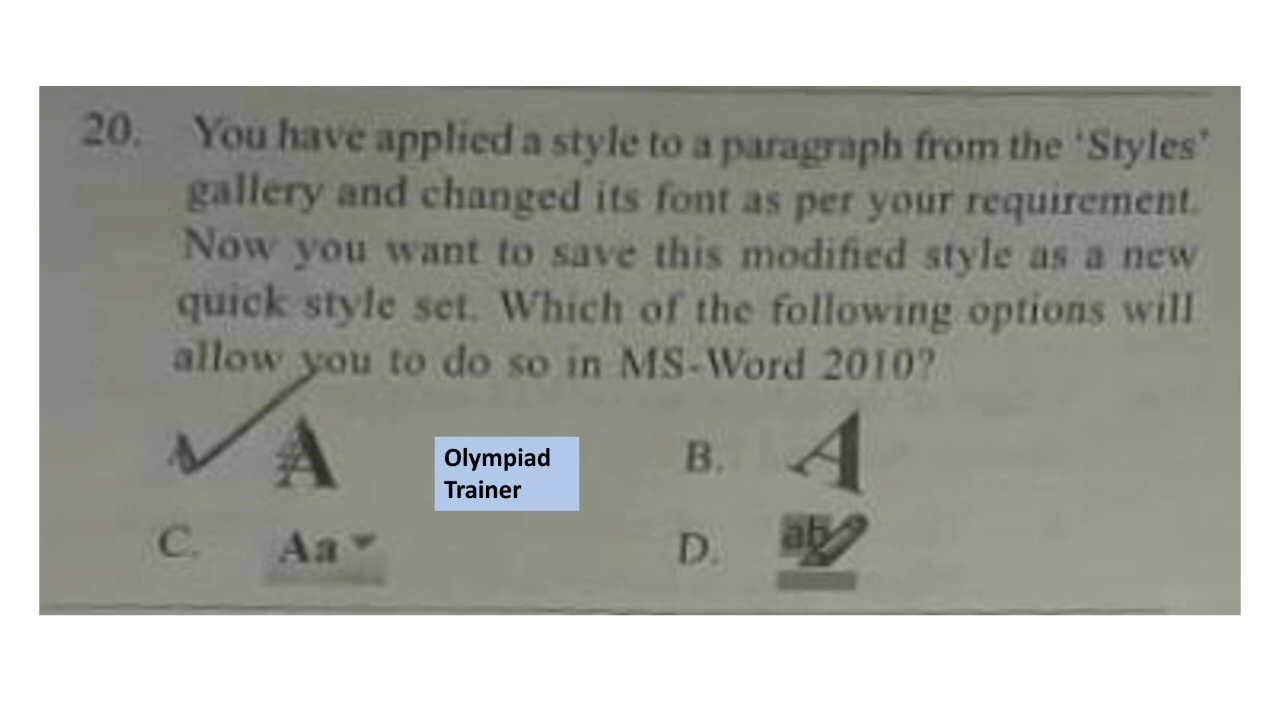 20. You have applied a style to a paragraph from the ‘Styles’
gallery and changed its font as per your requirement.
Now you want to save this modified style as a new
quick style set. Which of the following options will
allow you to do so in MS-Word 2010?
A. A
Olympiad
Trainer
B. A
C. Aa
D. ab